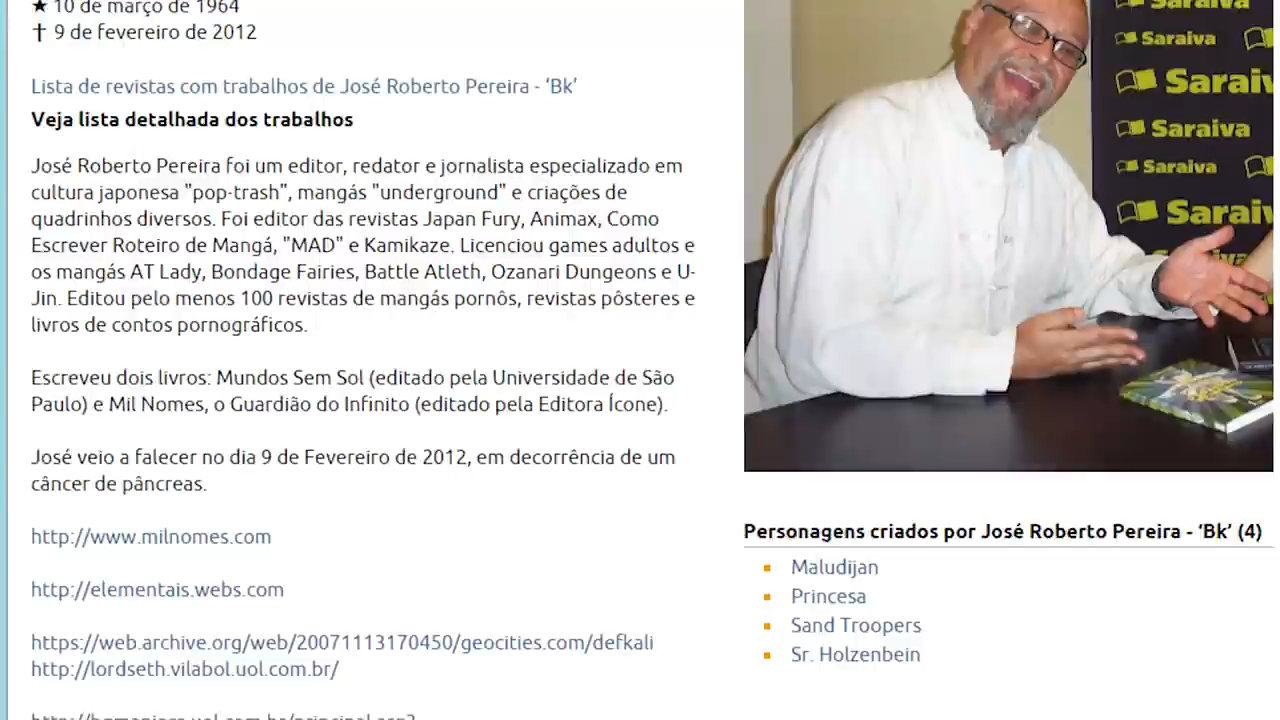 ★ 10 de março de 1964
† 9 de fevereiro de 2012
Lista de revistas com trabalhos de José Roberto Pereira - ‘Bk’
Veja lista detalhada dos trabalhos
José Roberto Pereira foi um editor, redator e jornalista especializado em
cultura japonesa "pop-trash", mangás "underground" e criações de
quadrinhos diversos. Foi editor das revistas Japan Fury, Animax, Como
Escrever Roteiro de Mangá, "MAD" e Kamikaze. Licenciou games adultos e
os mangás AT Lady, Bondage Fairies, Battle Atleth, Ozanari Dungeons e U-
Jin. Editou pelo menos 100 revistas de mangás pornôs, revistas pôsteres e
livros de contos pornográficos.
Escreveu dois livros: Mundos Sem Sol (editado pela Universidade de São
Paulo) e Mil Nomes, o Guardião do Infinito (editado pela Editora Ícone).
José veio a falecer no dia 9 de Fevereiro de 2012, em decorrência de um
câncer de pâncreas.
http://www.milnomes.com
http://elementais.webs.com
https://web.archive.org/web/20071113170450/geocities.com/defkali
http://lordseth.vilabol.uol.com.br/
Saraiva
Saraiva
Saraiva
Saraiva
Saraiva
Saraiva
Personagens criados por José Roberto Pereira - ‘Bk’ (4)
Maludijan
Princesa
Sand Troopers
Sr. Holzenbein